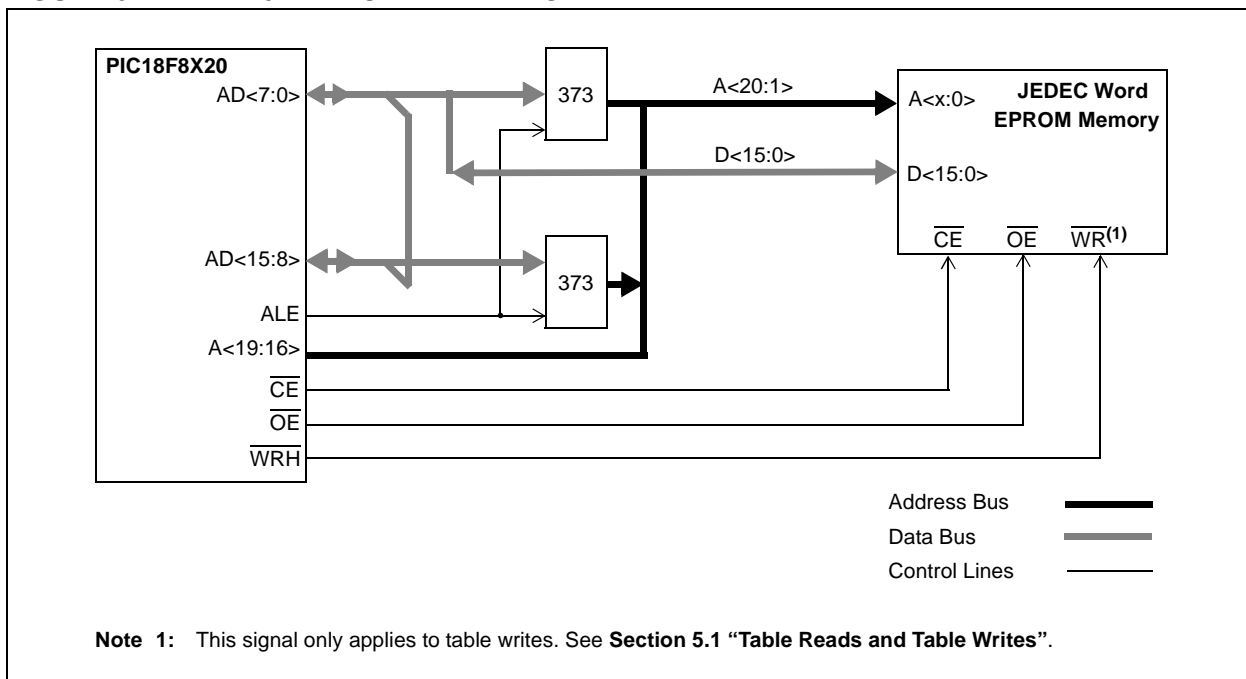 PIC18F8X20
AD<7:0>
373
A<20:1>
A<x:0>
JEDEC Word
EPROM Memory
D<15:0>
D<15:0>
CE OE WR(1)
AD<15:8>
373
ALE
A<19:16>
CE
OE
WRH
Address Bus
Data Bus
Control Lines
Note 1: This signal only applies to table writes. See Section 5.1 “Table Reads and Table Writes”.